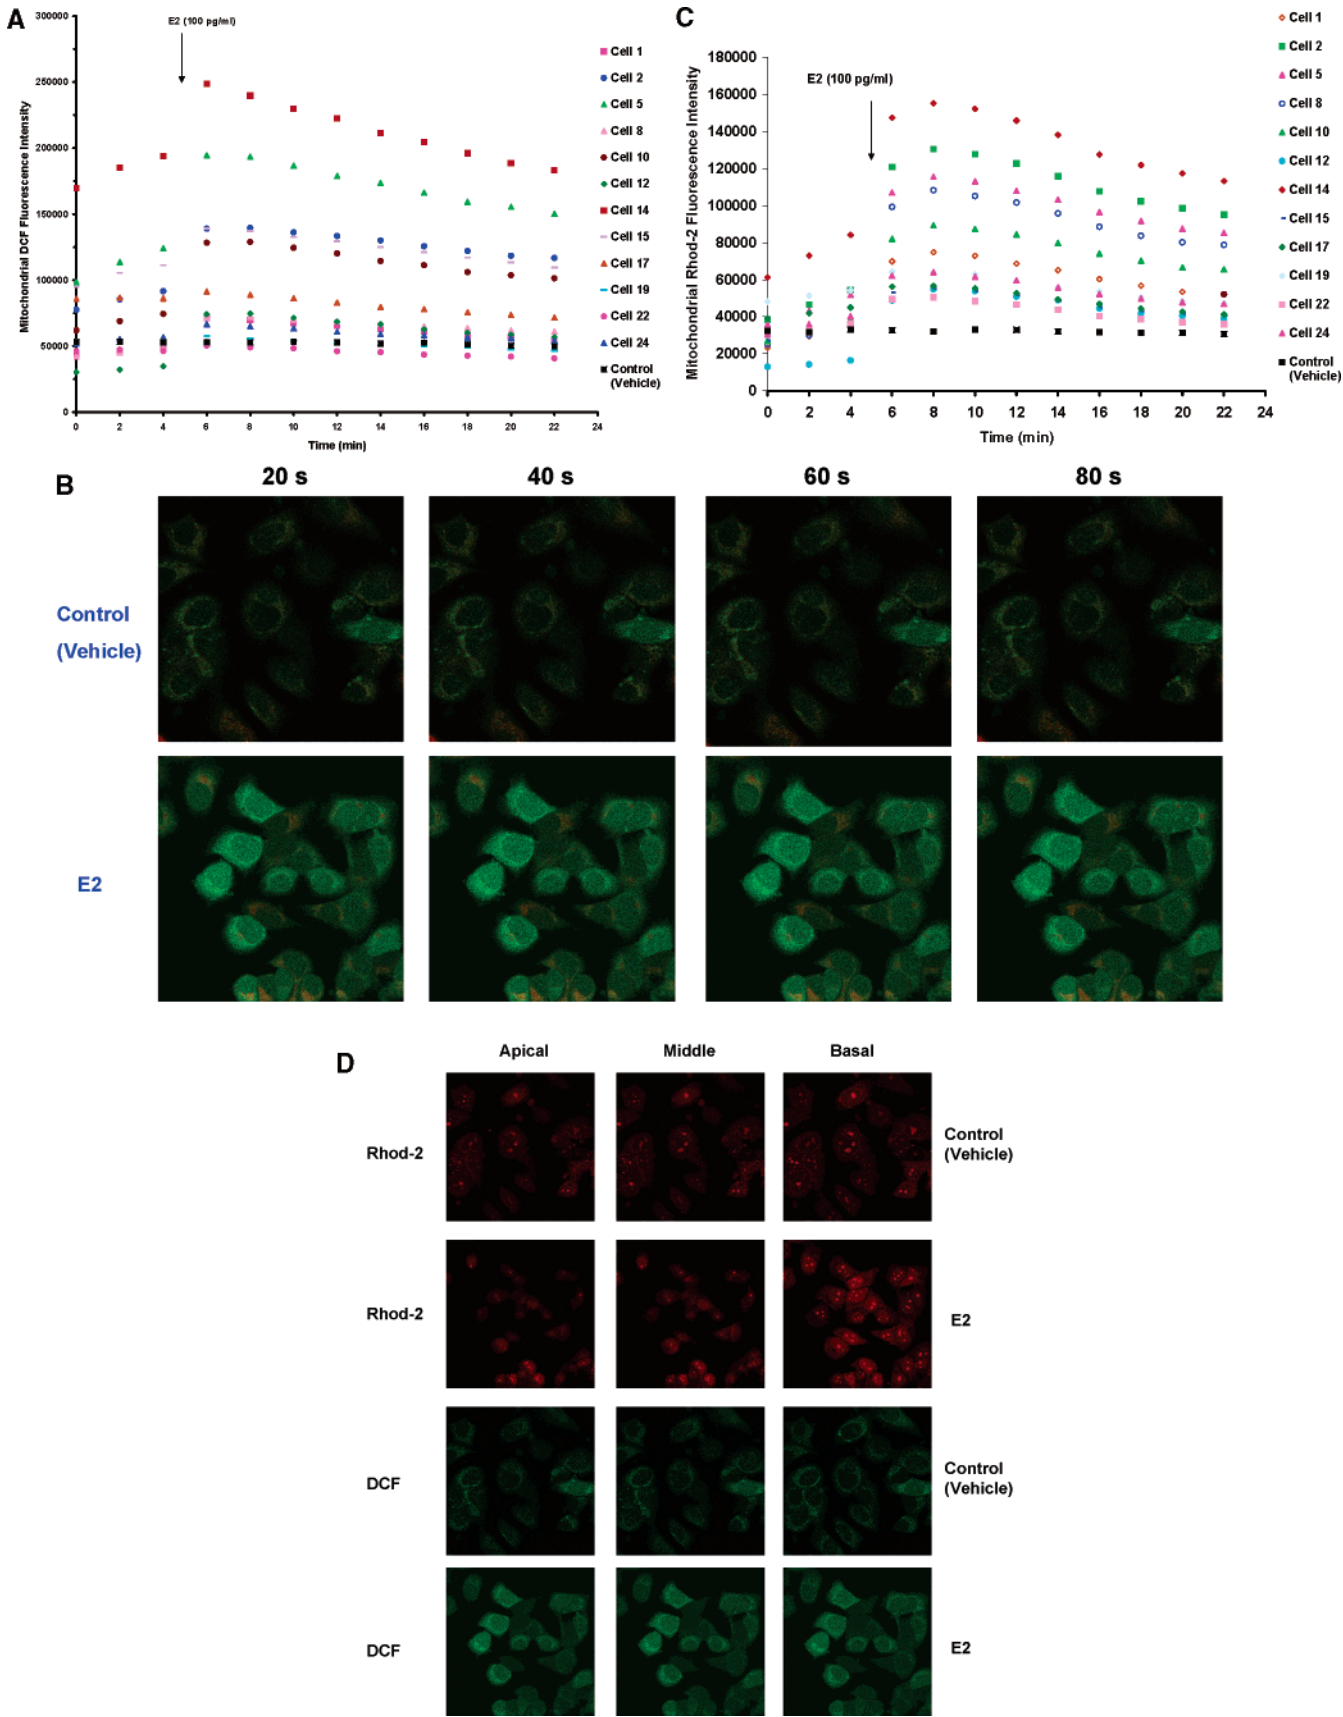 A
E2 (100 pg/ml)
Mitochondrial DCF Fluorescence Intensity
300000
250000
200000
150000
100000
50000
0
0 2 4 6 8 10 12 14 16 18 20 22 24
Time (min)
Cell 1
Cell 2
Cell 5
Cell 8
Cell 10
Cell 12
Cell 14
Cell 15
Cell 17
Cell 19
Cell 22
Cell 24
Control
(Vehicle)
C
E2 (100 pg/ml)
Mitochondrial Rhod-2 Fluorescence Intensity
180000
160000
140000
120000
100000
80000
60000
40000
20000
0
0 2 4 6 8 10 12 14 16 18 20 22 24
Time (min)
Cell 1
Cell 2
Cell 5
Cell 8
Cell 10
Cell 12
Cell 14
Cell 15
Cell 17
Cell 19
Cell 22
Cell 24
Control
(Vehicle)
B
20 s 40 s 60 s 80 s
Control
(Vehicle)
E2
D
Apical Middle Basal
Rhod-2
Control
(Vehicle)
Rhod-2
E2
DCF
Control
(Vehicle)
DCF
E2